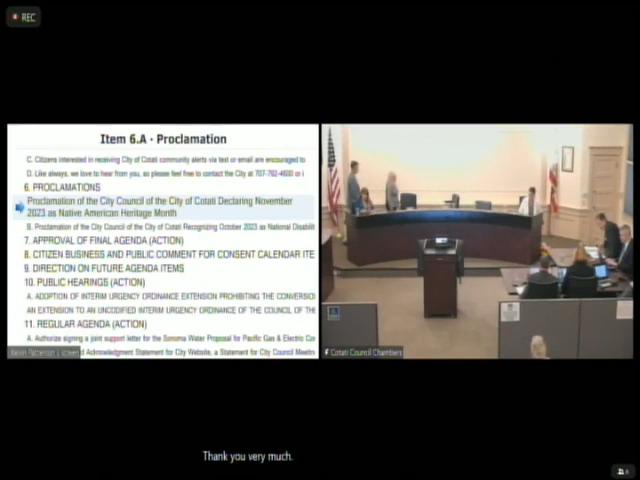 REC
Item 6.A · Proclamation
C. Citizens interested in receiving City of Cotati community alerts via text or email are encouraged to
D. Like always, we love to hear from you, so please feel free to contact the City at 707-792-4600 or i
6. PROCLAMATIONS
Proclamation of the City Council of the City of Cotati Declaring November
2023 as Native American Heritage Month
B. Proclamation of the City Council of the City of Cotati Recognizing October 2023 as National Disabilit
7. APPROVAL OF FINAL AGENDA (ACTION)
8. CITIZEN BUSINESS AND PUBLIC COMMENT FOR CONSENT CALENDAR ITE
9. DIRECTION ON FUTURE AGENDA ITEMS
10. PUBLIC HEARINGS (ACTION)
A. ADOPTION OF INTERIM URGENCY ORDINANCE EXTENSION PROHIBITING THE CONVERSIO
AN EXTENSION TO AN UNCODIFIED INTERIM URGENCY ORDINANCE OF THE COUNCIL OF TH
11. REGULAR AGENDA (ACTION)
A. Authorize signing a joint support letter for the Sonoma Water Proposal for Pacific Gas & Electric Co
d Acknowledgment Statement for City Website, a Statement for City Council Meetin
Cotati Council Chambers
Thank you very much.